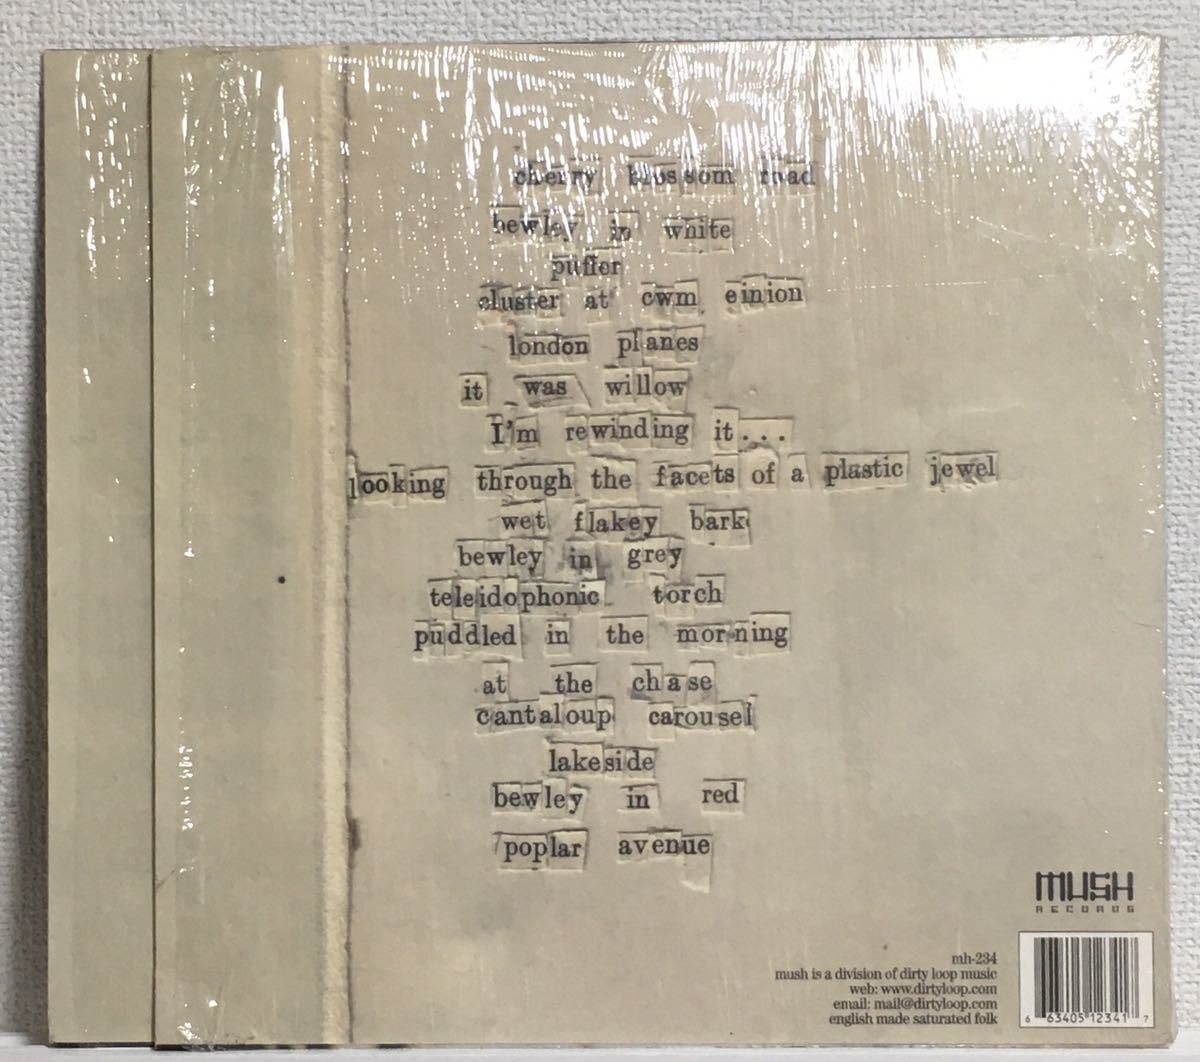 cherry blossom road
bewley in white
puffer
cluster at cwm einion
london planes
it was willow
I'm rewinding it...
looking through the facets of a plastic jewel
wet flakey bark
bewley in grey
teleidophonic torch
puddled in the morning
at the chase
cantaloup carousel
lakeside
bewley in red
poplar avenue
MUSH
RECORDS
mh-234
mush is a division of dirty loop music
web: www.dirtyloop.com
email: mail@dirtyloop.com
english made saturated folk
6 63405 12341 7